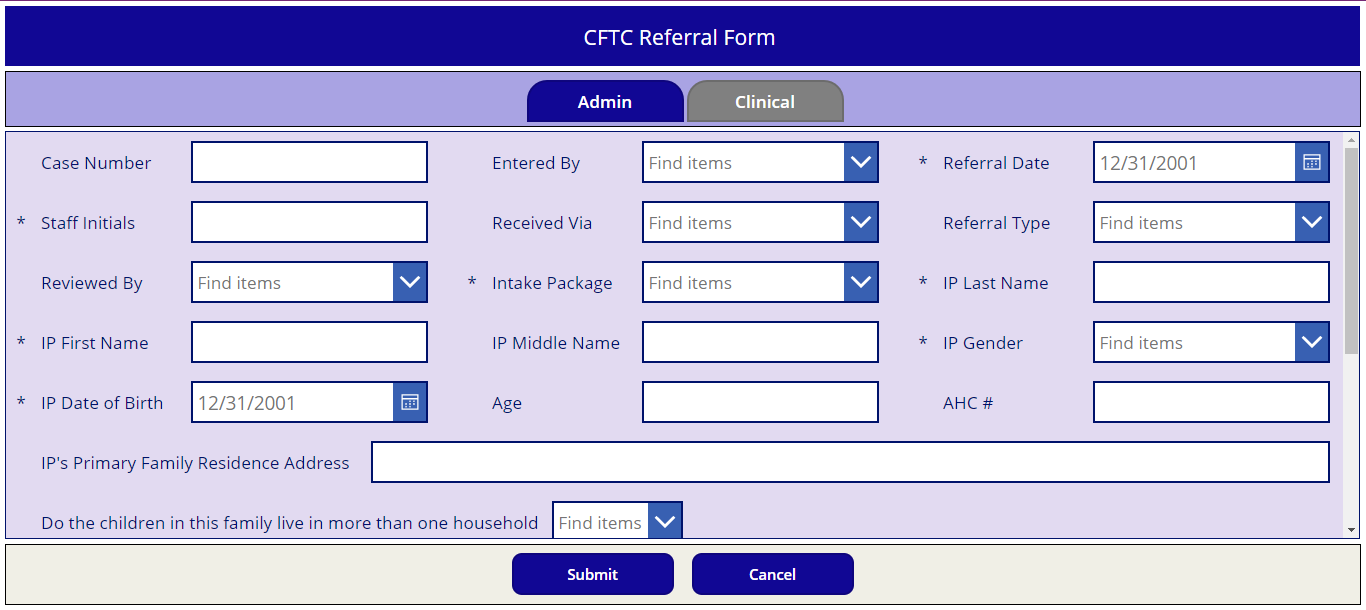 CFTC Referral Form
Admin Clinical
Case Number Entered By Find items * Referral Date 12/31/2001
* Staff Initials Received Via Find items Referral Type Find items
Reviewed By Find items * Intake Package Find items * IP Last Name
* IP First Name IP Middle Name * IP Gender Find items
* IP Date of Birth 12/31/2001 Age AHC #
IP's Primary Family Residence Address
Do the children in this family live in more than one household Find items
Submit Cancel